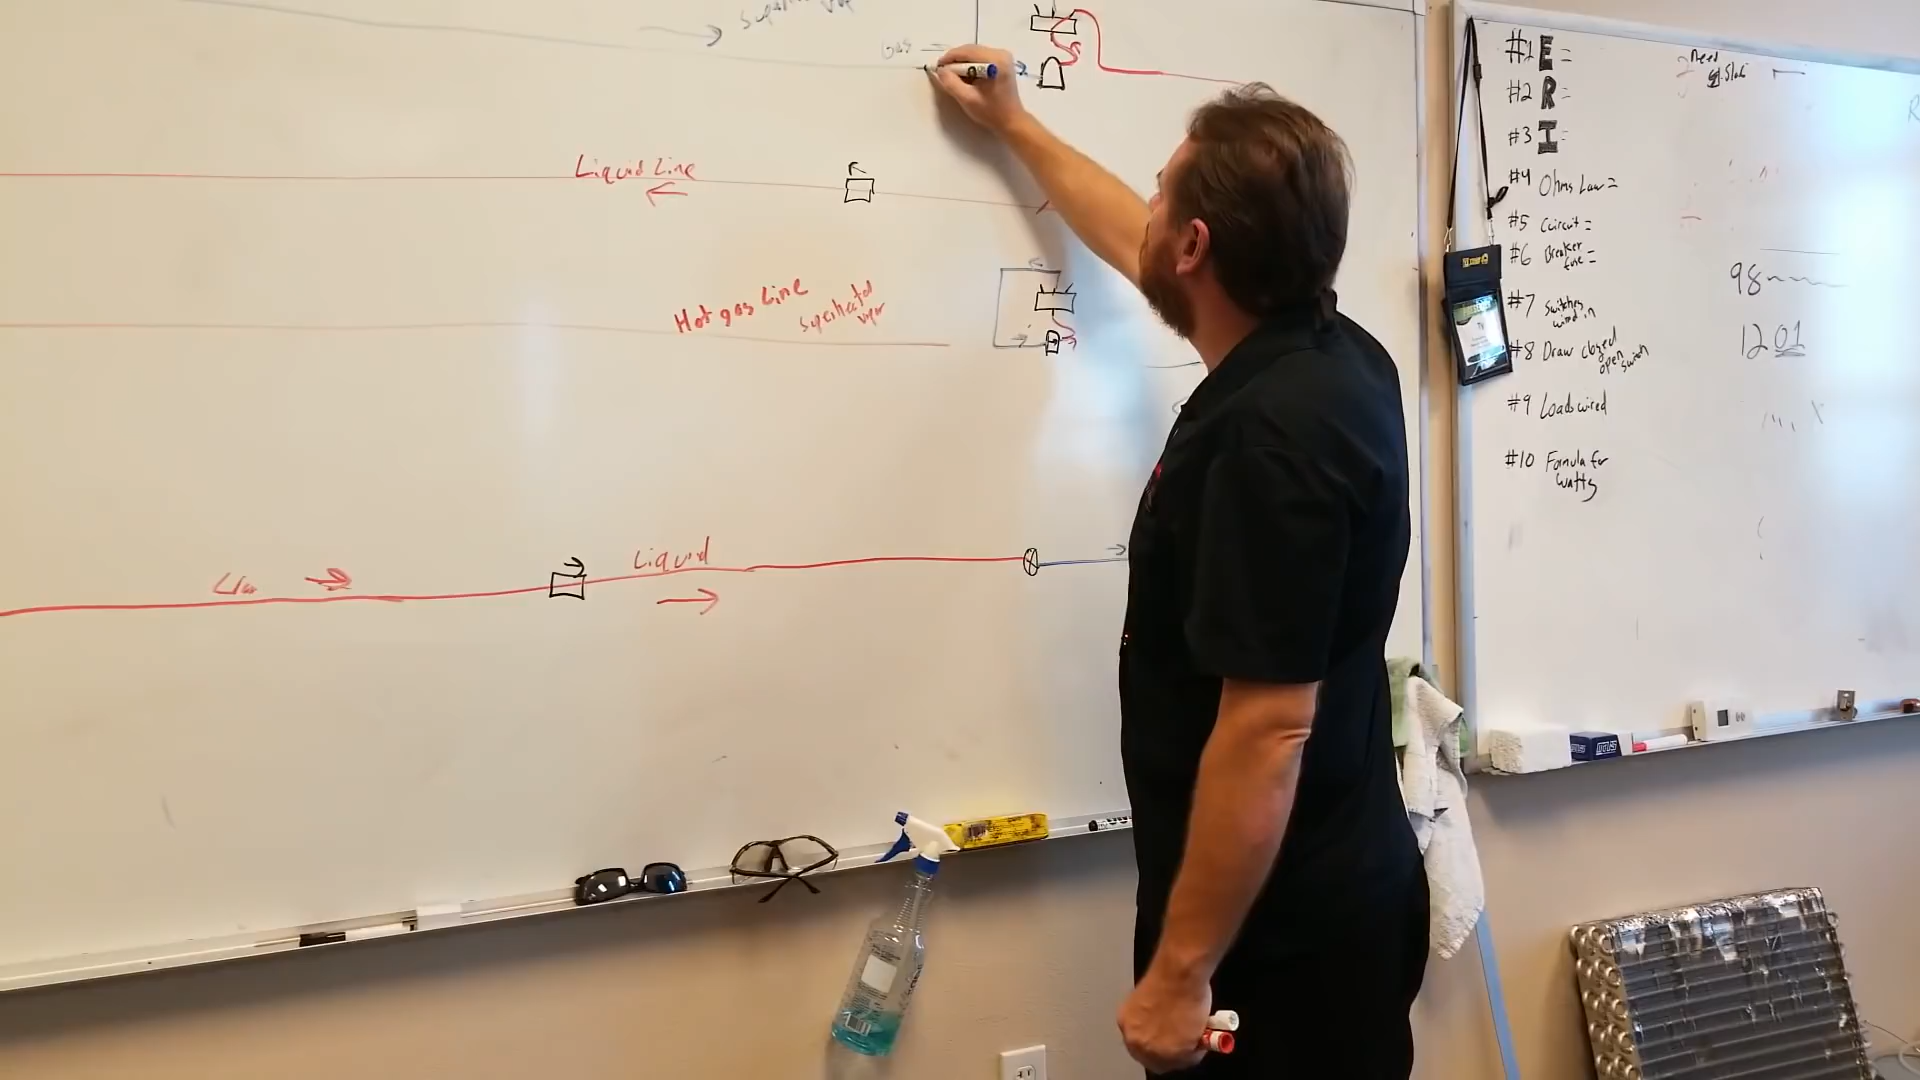 Gas
Liquid Line
Hot gas Line
Superheated
vapor
Liquid
#1 E =
#2 R =
#3 I =
#4 Ohms Law =
#5 Circuit =
#6 Breaker
fuse =
#7 Switches
wired in
#8 Draw closed
open switch
#9 Loads wired
#10 Formula for
watts
Need
98
1201